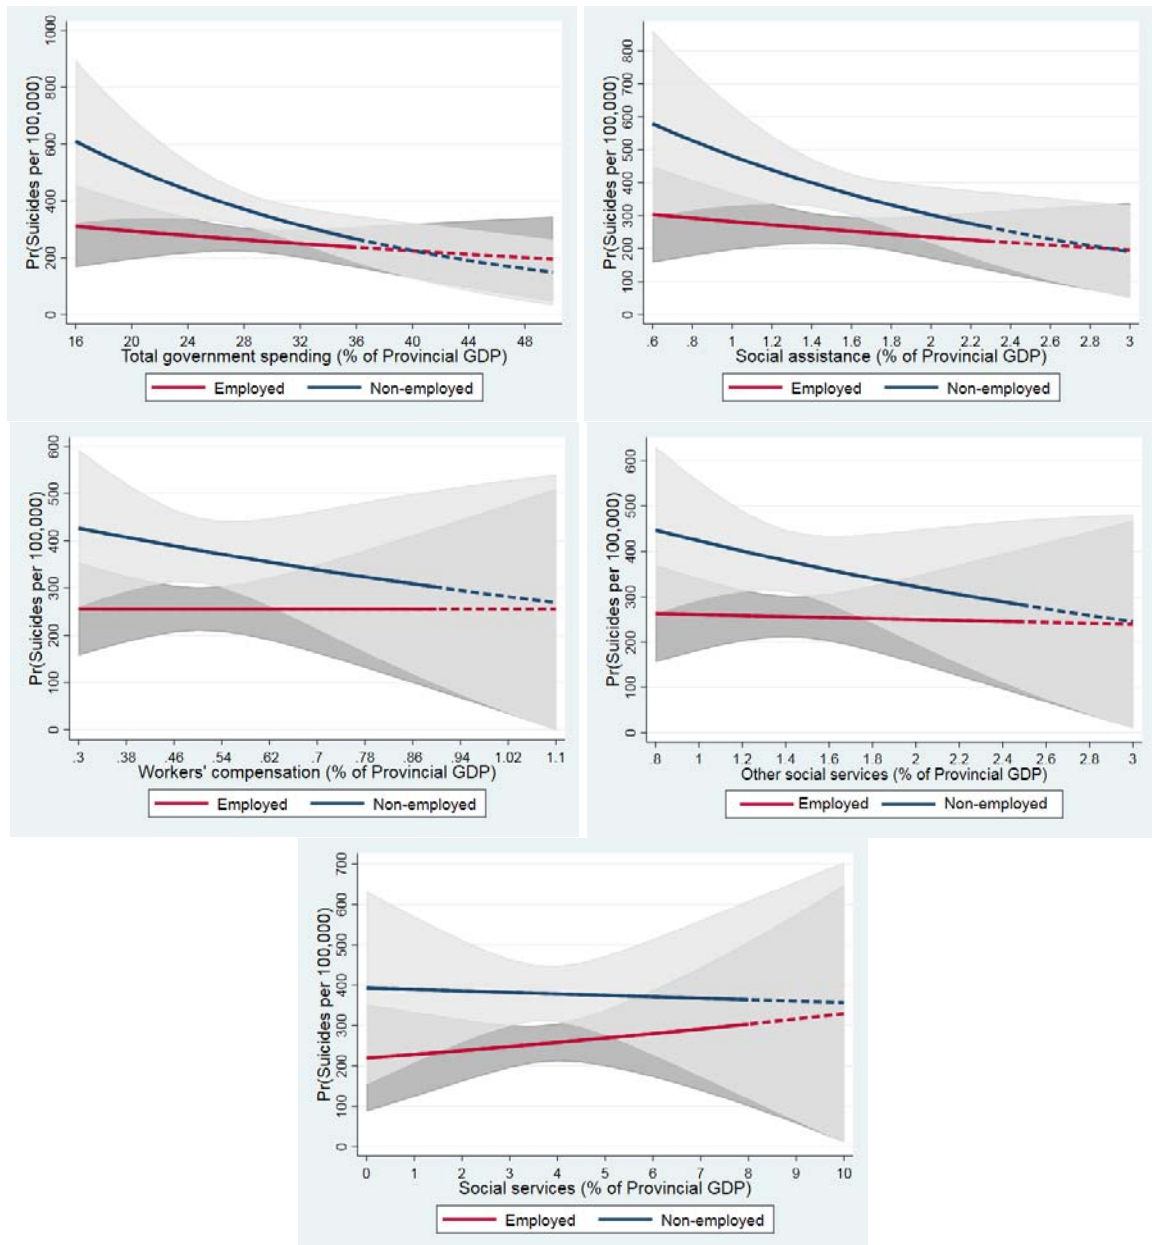 Pr(Suicides per 100,000)
1000
800
600
400
200
0
16 20 24 28 32 36 40 44 48
Total government spending (% of Provincial GDP)
Employed Non-employed
Pr(Suicides per 100,000)
800
700
600
500
400
300
200
100
0
.6 .8 1 1.2 1.4 1.6 1.8 2 2.2 2.4 2.6 2.8 3
Social assistance (% of Provincial GDP)
Employed Non-employed
Pr(Suicides per 100,000)
600
500
400
300
200
100
0
.3 .38 .46 .54 .62 .7 .78 .86 .94 1.02 1.1
Workers' compensation (% of Provincial GDP)
Employed Non-employed
Pr(Suicides per 100,000)
600
500
400
300
200
100
0
.8 1 1.2 1.4 1.6 1.8 2 2.2 2.4 2.6 2.8 3
Other social services (% of Provincial GDP)
Employed Non-employed
Pr(Suicides per 100,000)
700
600
500
400
300
200
100
0
0 1 2 3 4 5 6 7 8 9 10
Social services (% of Provincial GDP)
Employed Non-employed